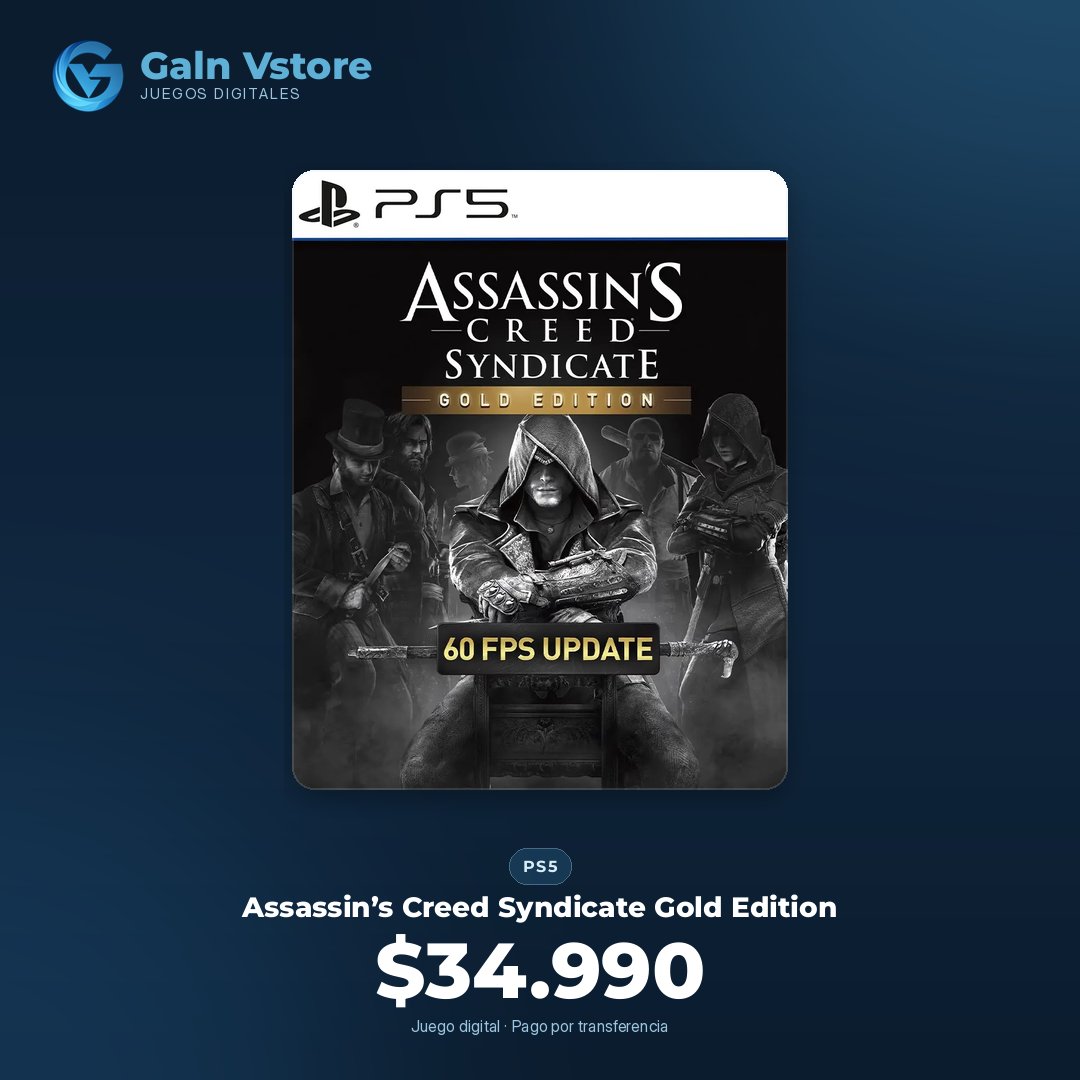 GaIn Vstore
JUEGOS DIGITALES
PS5
ASSASSIN'S
CREED
SYNDICATE
GOLD EDITION
60 FPS UPDATE
PS5
Assassin’s Creed Syndicate Gold Edition
$34.990
Juego digital · Pago por transferencia